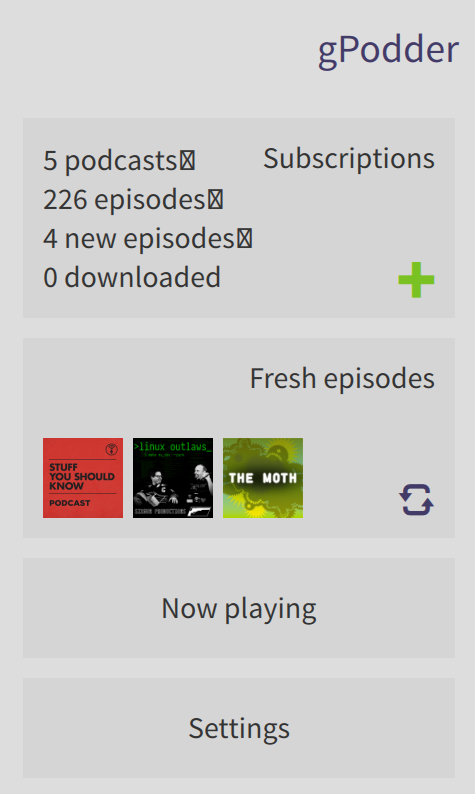 gPodder
5 podcasts
Subscriptions
226 episodes
4 new episodes
0 downloaded
Fresh episodes
STUFF
YOU SHOULD
KNOW
PODCAST
>linux outlaws_
THE MOTH
Now playing
Settings